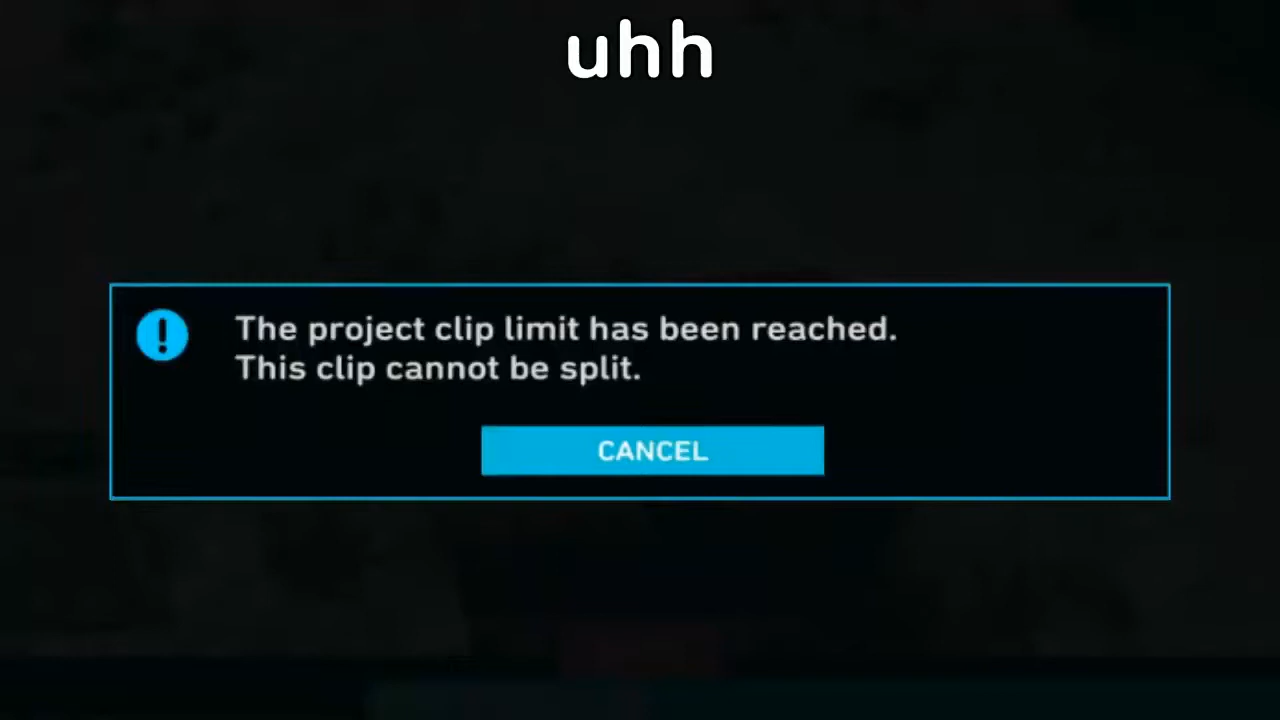 uhh
The project clip limit has been reached.
This clip cannot be split.
CANCEL